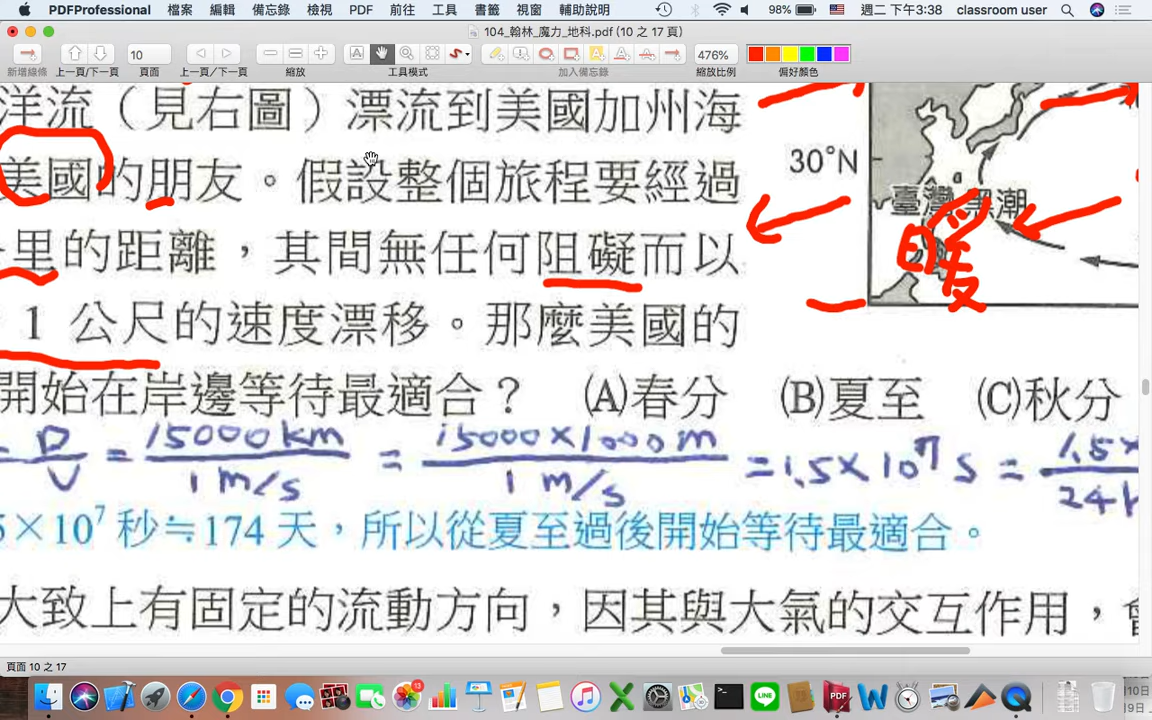 PDFProfessional 檔案 編輯 備忘錄 檢視 PDF 前往 工具 書籤 視窗 輔助說明 98% 週二 下午3:38 classroom user
104_翰林_魔力_地科.pdf (10 之 17 頁)
10 476%
新增線條 上一頁/下一頁 頁面 上一頁/下一頁 縮放 工具模式 加入備忘錄 縮放比例 偏好顏色
洋流（見右圖）漂流到美國加州海
美國的朋友。假設整個旅程要經過
里的距離，其間無任何阻礙而以
1 公尺的速度漂移。那麼美國的
開始在岸邊等待最適合？ (A)春分 (B)夏至 (C)秋分
30°N
臺灣 黑潮
暖
= D/V = 15000km / 1 m/s = 15000×1000 m / 1 m/s = 1.5×10⁷ s = 1.5× / 24
5×10⁷ 秒≒174 天，所以從夏至過後開始等待最適合。
大致上有固定的流動方向，因其與大氣的交互作用，
頁面 10 之 17